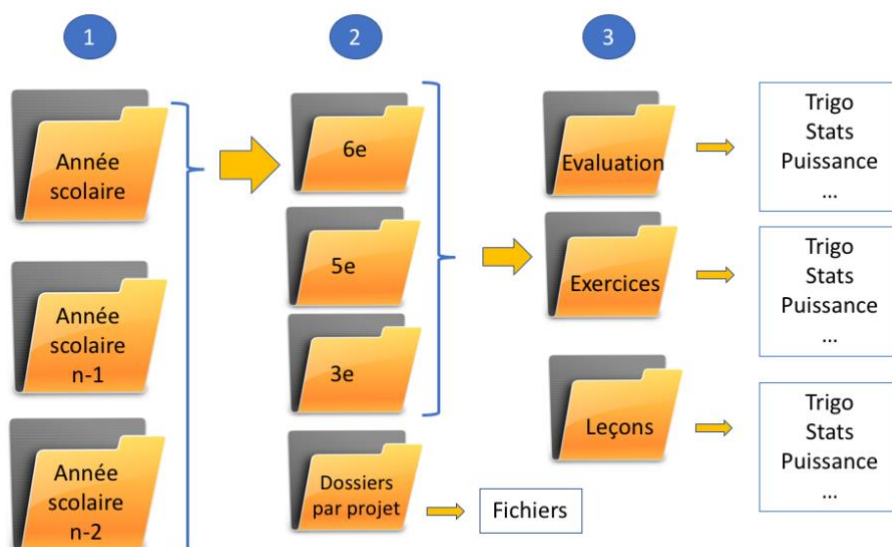 1
2
3
Année
scolaire
Année
scolaire
n-1
Année
scolaire
n-2
6e
5e
3e
Dossiers
par projet
Fichiers
Evaluation
Exercices
Leçons
Trigo
Stats
Puissance
...
Trigo
Stats
Puissance
...
Trigo
Stats
Puissance
...